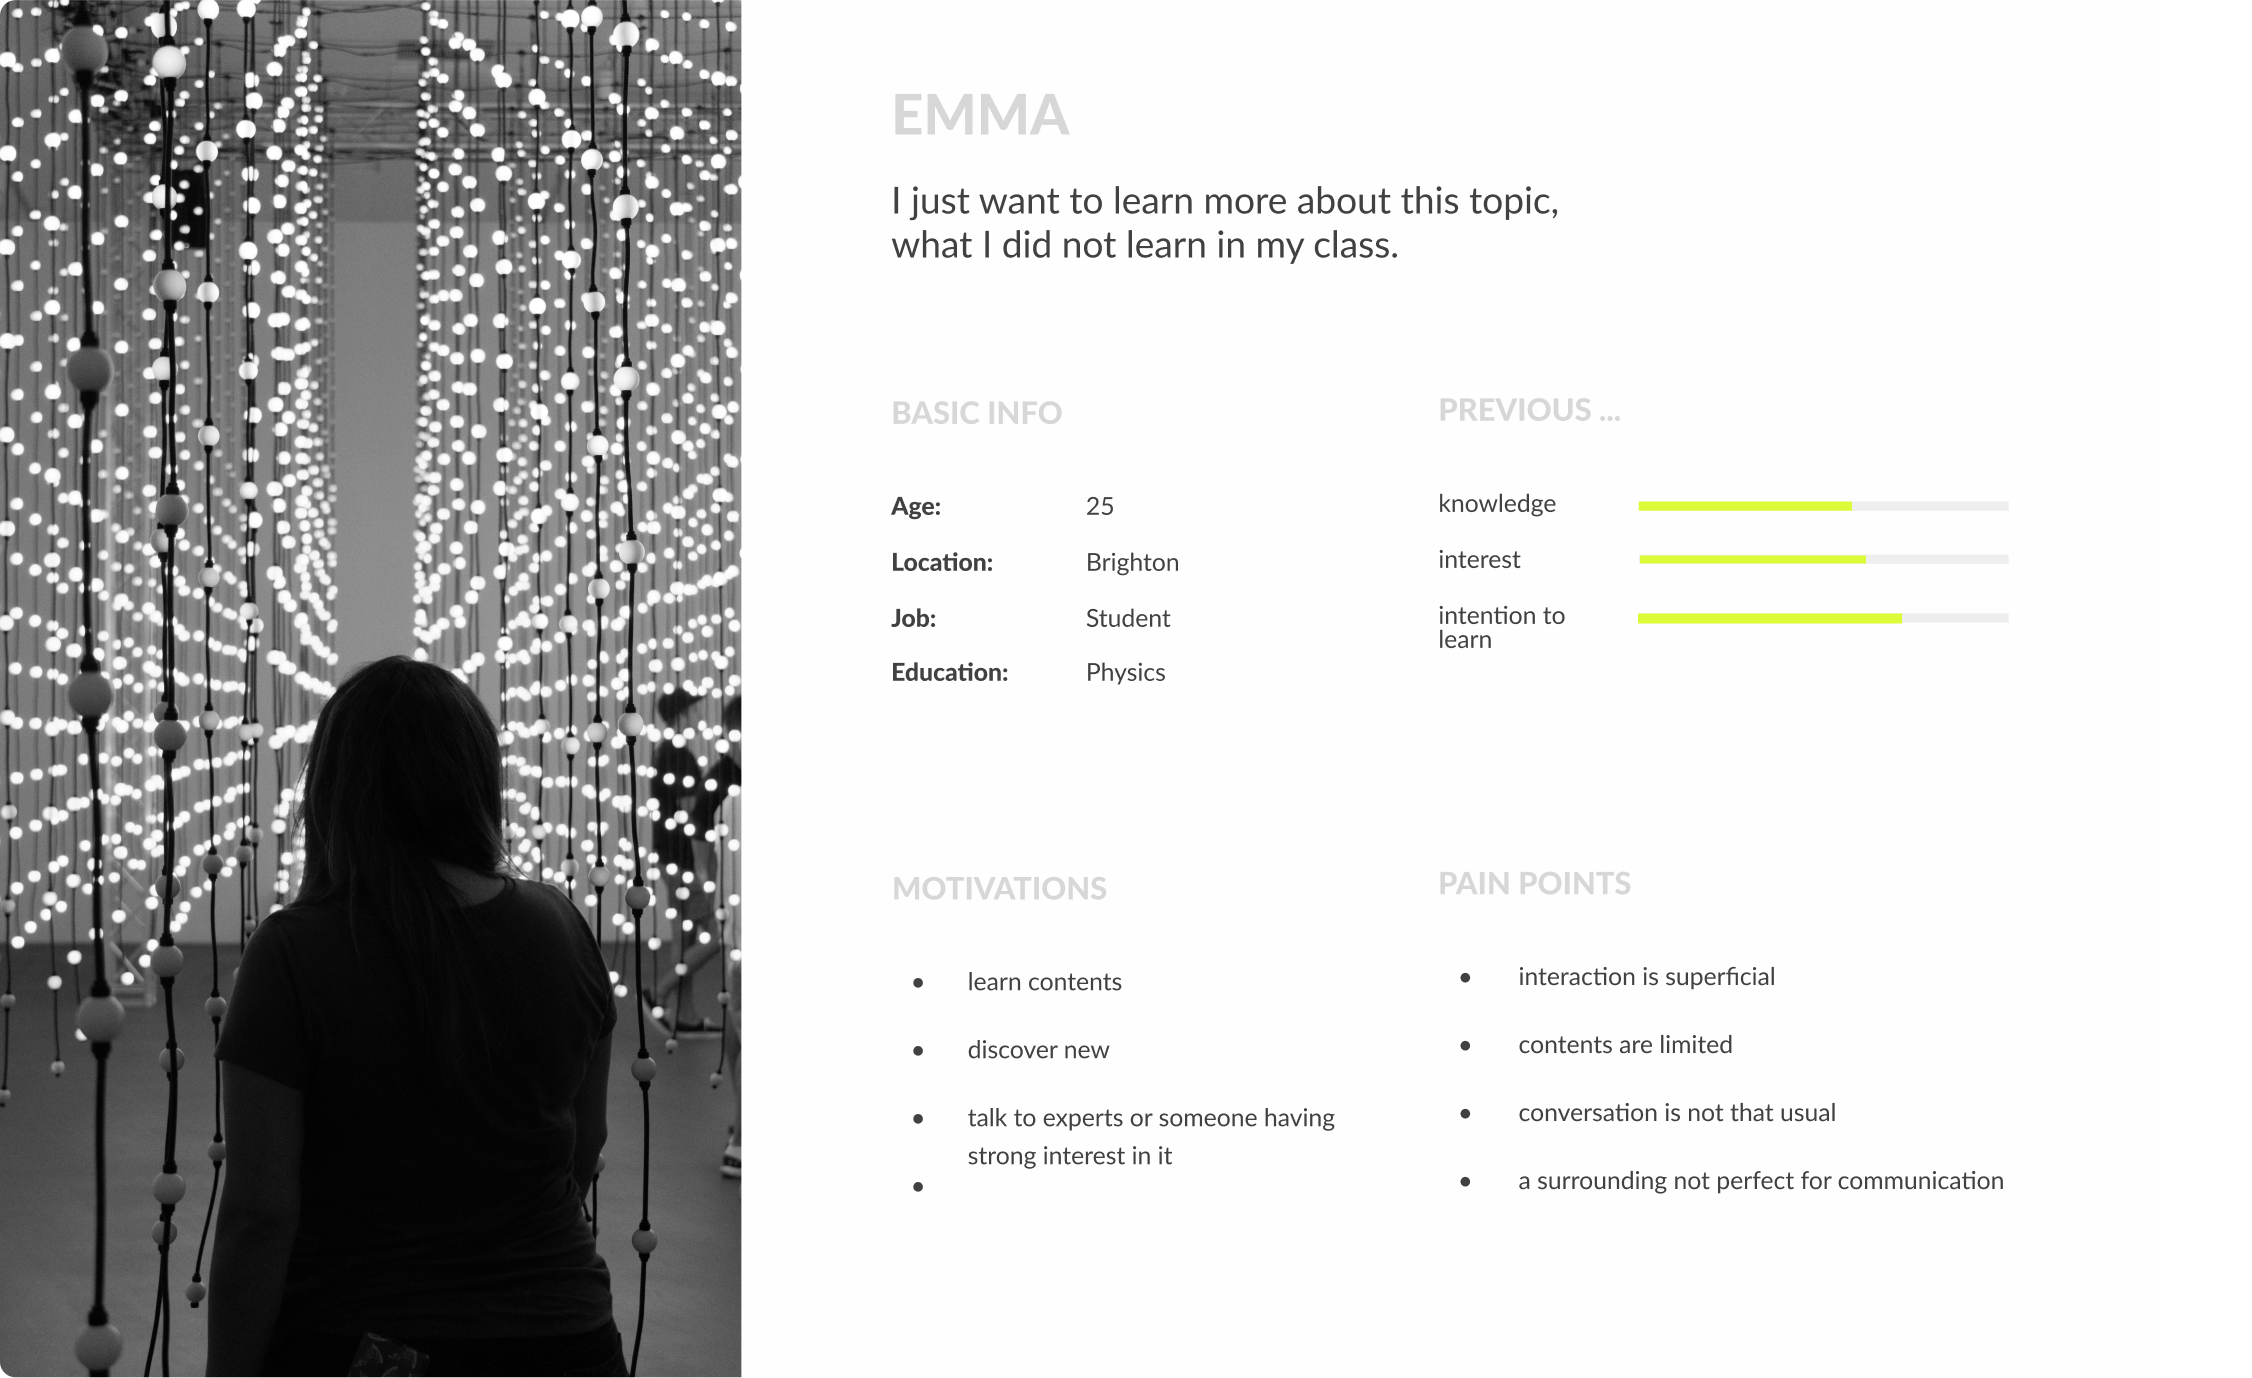 EMMA
I just want to learn more about this topic,
what I did not learn in my class.
BASIC INFO
Age: 25
Location: Brighton
Job: Student
Education: Physics
PREVIOUS ...
knowledge
interest
intention to
learn
MOTIVATIONS
• learn contents
• discover new
• talk to experts or someone having
strong interest in it
•
PAIN POINTS
• interaction is superficial
• contents are limited
• conversation is not that usual
• a surrounding not perfect for communication